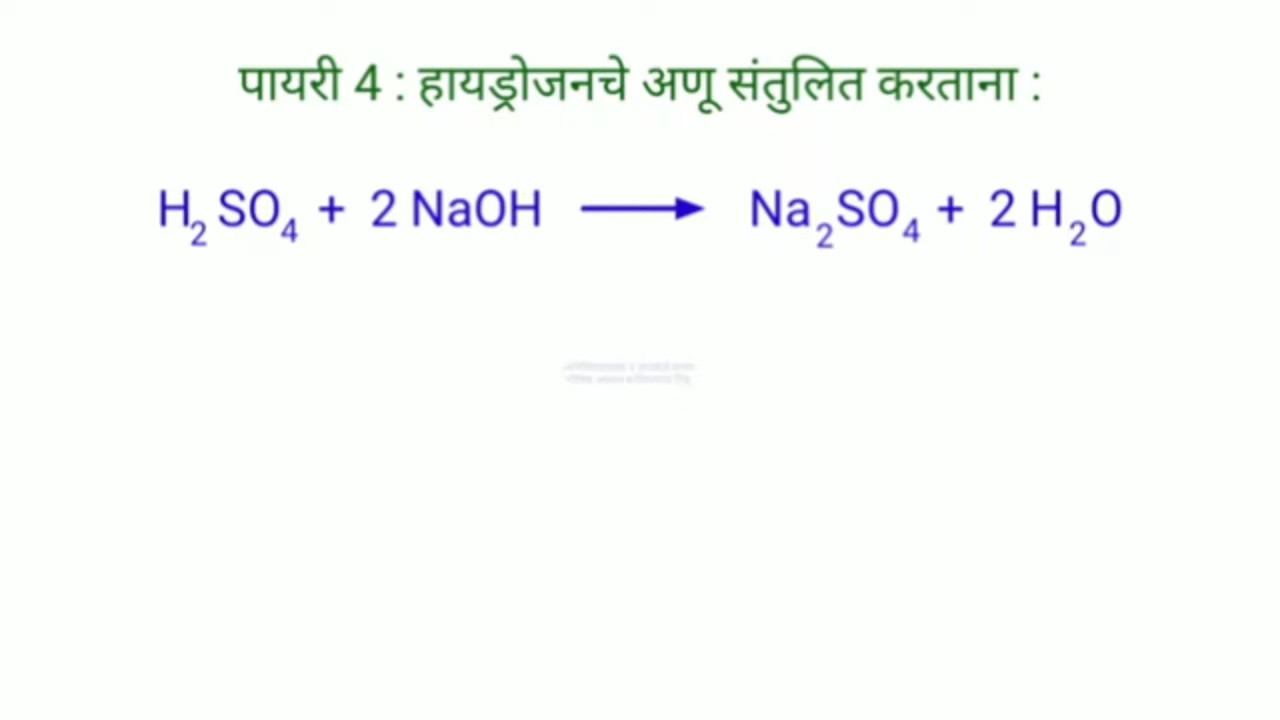 पायरी 4 : हायड्रोजनचे अणू संतुलित करताना :
H₂SO₄ + 2 NaOH ⟶ Na₂SO₄ + 2 H₂O